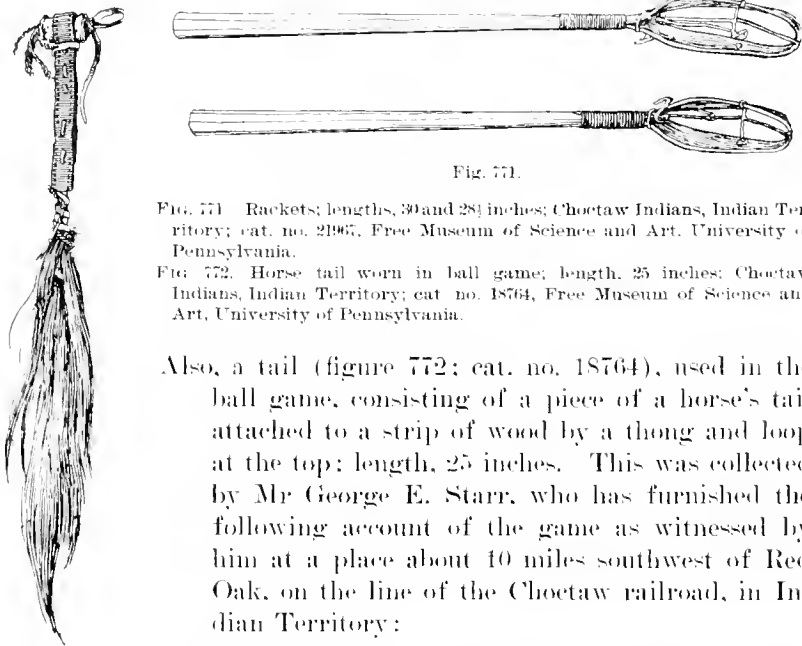 Fig. 771.
FIG. 771 Rackets; lengths, 30 and 28½ inches; Choctaw Indians, Indian Ter
ritory; cat. no. 21967, Free Museum of Science and Art, University
Pennsylvania.
FIG 772. Horse tail worn in ball game; length, 25 inches; Choctaw
Indians, Indian Territory; cat no. 18764, Free Museum of Science an
Art, University of Pennsylvania.
Also, a tail (figure 772; cat. no. 18764), used in th
ball game, consisting of a piece of a horse's tai
attached to a strip of wood by a thong and loop
at the top; length, 25 inches. This was collected
by Mr George E. Starr, who has furnished th
following account of the game as witnessed by
him at a place about 10 miles southwest of Red
Oak, on the line of the Choctaw railroad, in In
dian Territory: